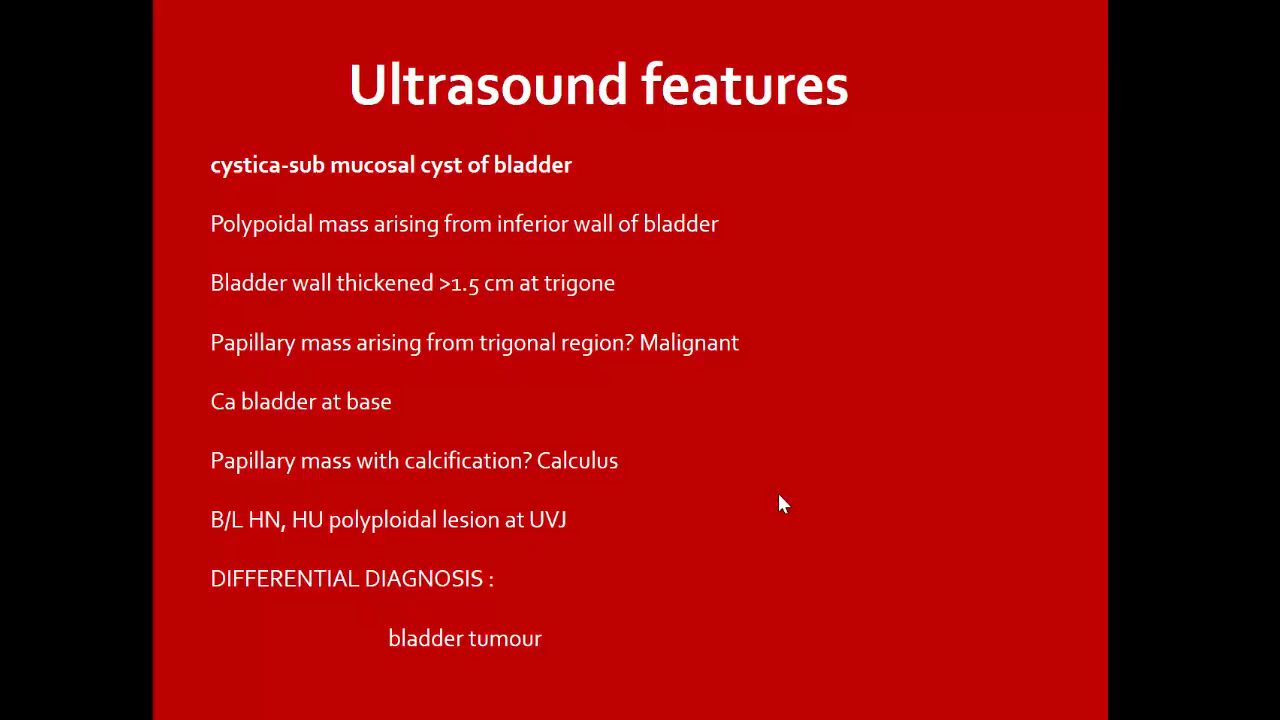 Ultrasound features
cystica-sub mucosal cyst of bladder
Polypoidal mass arising from inferior wall of bladder
Bladder wall thickened >1.5 cm at trigone
Papillary mass arising from trigonal region? Malignant
Ca bladder at base
Papillary mass with calcification? Calculus
B/L HN, HU polyploidal lesion at UVJ
DIFFERENTIAL DIAGNOSIS :
bladder tumour